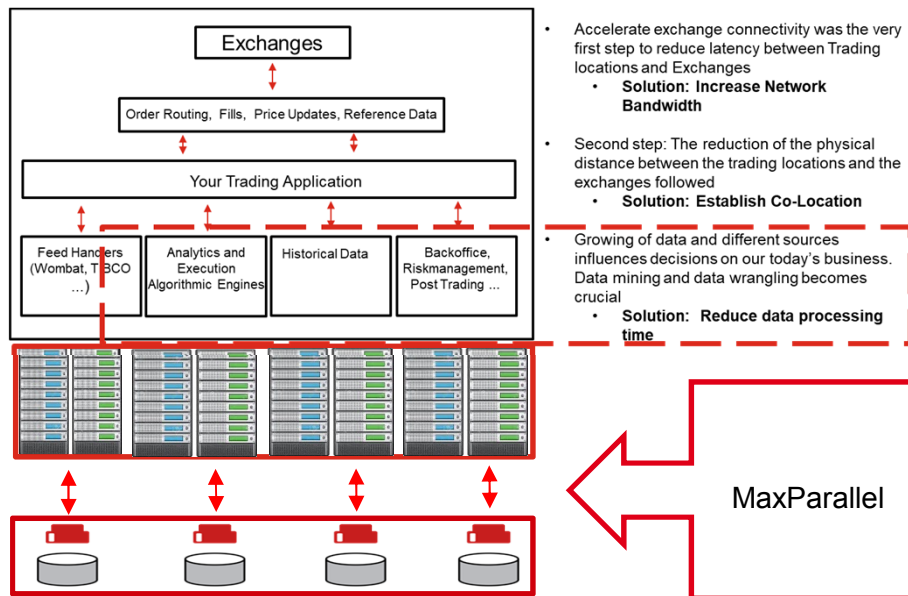 Exchanges
Order Routing, Fills, Price Updates, Reference Data
Your Trading Application
Feed Handlers
(Wombat, TIBCO
...)
Analytics and
Execution
Algorithmic Engines
Historical Data
Backoffice,
Riskmanagement,
Post Trading ...
• Accelerate exchange connectivity was the very
first step to reduce latency between Trading
locations and Exchanges
• Solution: Increase Network
Bandwidth
• Second step: The reduction of the physical
distance between the trading locations and the
exchanges followed
• Solution: Establish Co-Location
• Growing of data and different sources
influences decisions on our today's business.
Data mining and data wrangling becomes
crucial
• Solution: Reduce data processing
time
MaxParallel